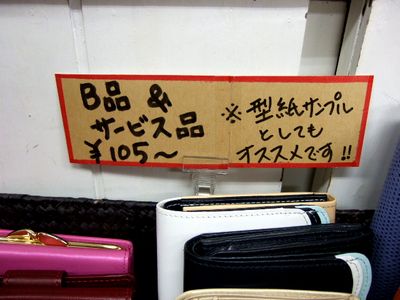 B品 &
サービス品
¥105〜
※型紙サンプル
としても
オススメです!!